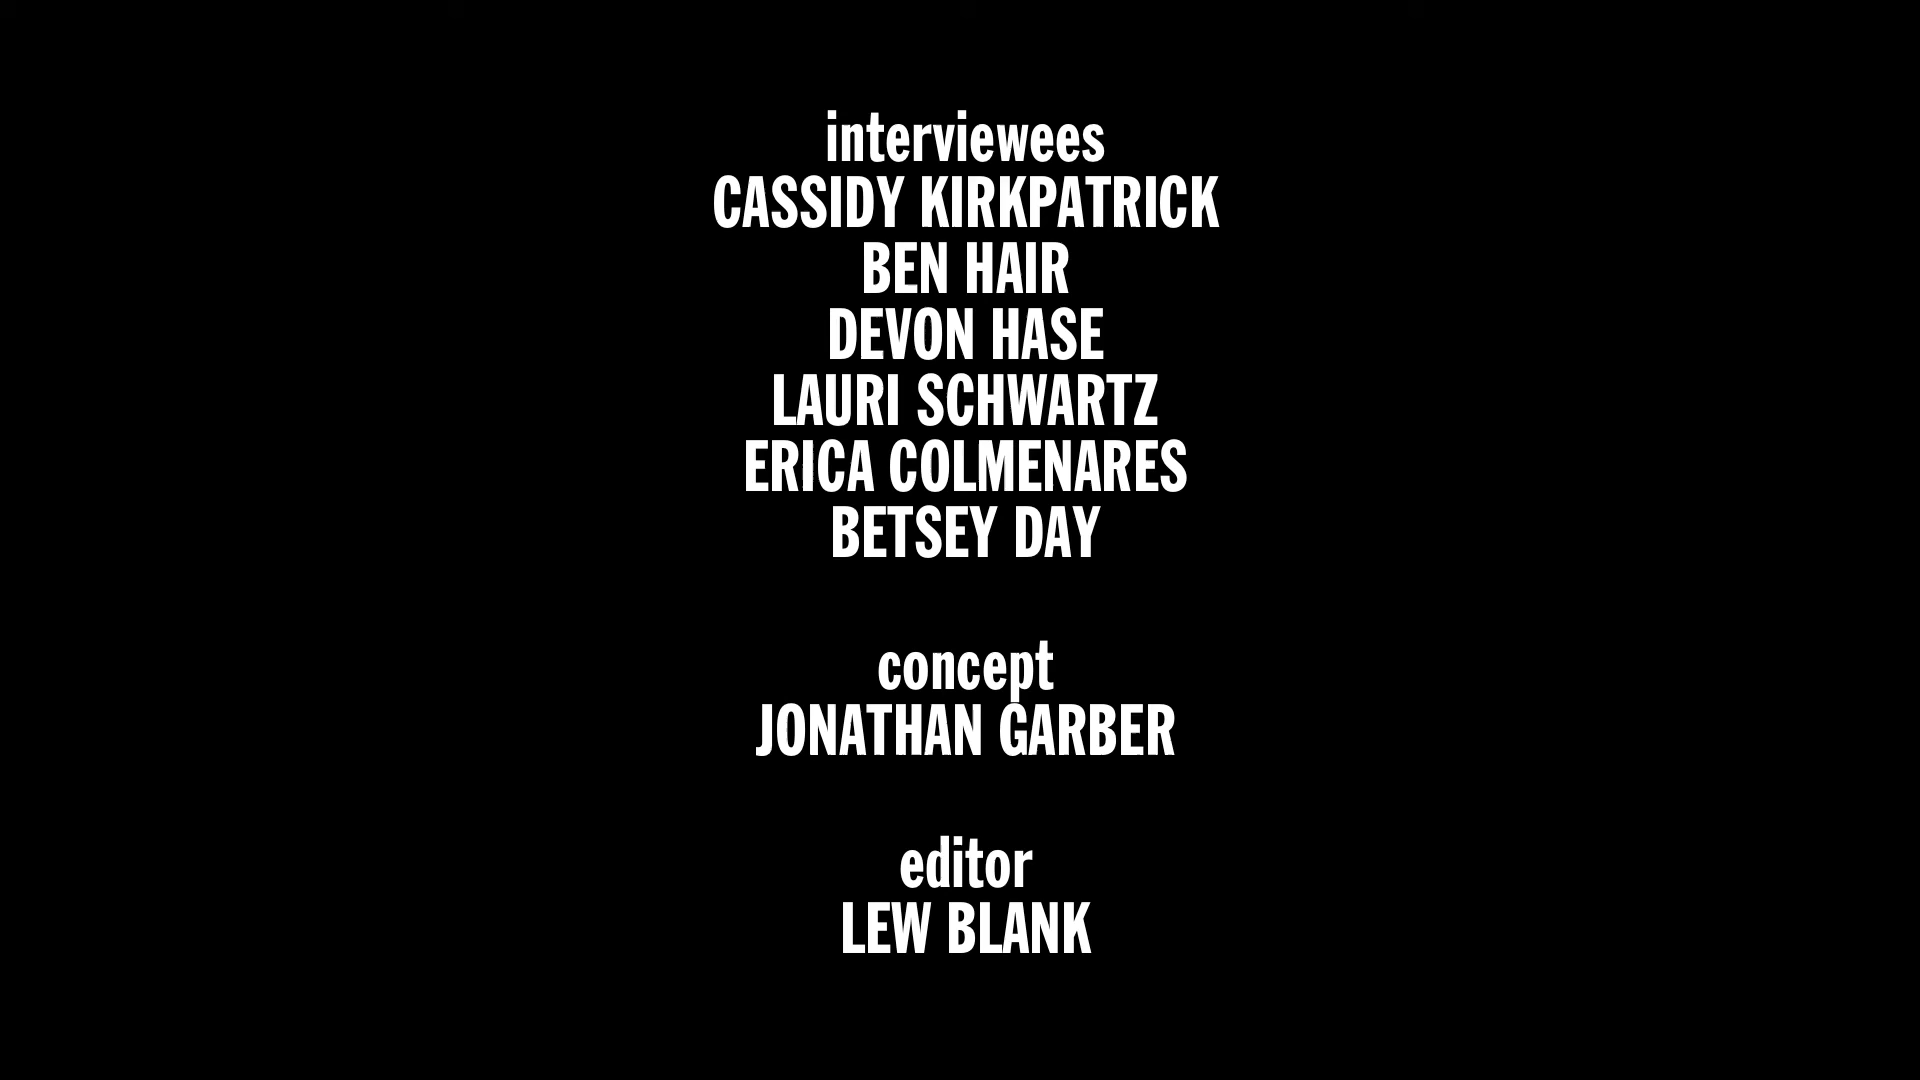 interviewees
CASSIDY KIRKPATRICK
BEN HAIR
DEVON HASE
LAURI SCHWARTZ
ERICA COLMENARES
BETSEY DAY
concept
JONATHAN GARBER
editor
LEW BLANK